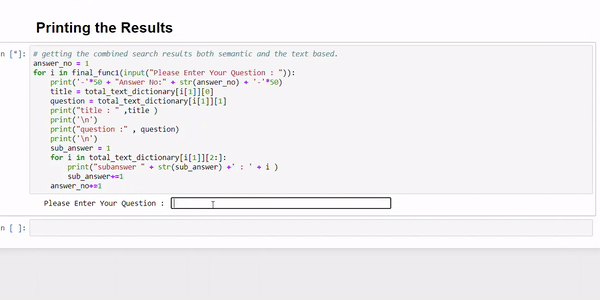 Printing the Results
n [*]:
# getting the combined search results both semantic and the text based.
answer_no = 1
for i in final_func1(input("Please Enter Your Question : ")):
    print('-'*50 + "Answer No:" + str(answer_no) + '-'*50)
    title = total_text_dictionary[i[1]][0]
    question = total_text_dictionary[i[1]][1]
    print("title : " ,title )
    print('\n')
    print("question :" , question)
    print('\n')
    sub_answer = 1
    for i in total_text_dictionary[i[1]][2:]:
        print("subanswer " + str(sub_answer) +' : ' + i )
        sub_answer+=1
    answer_no+=1
Please Enter Your Question :
n [ ]: